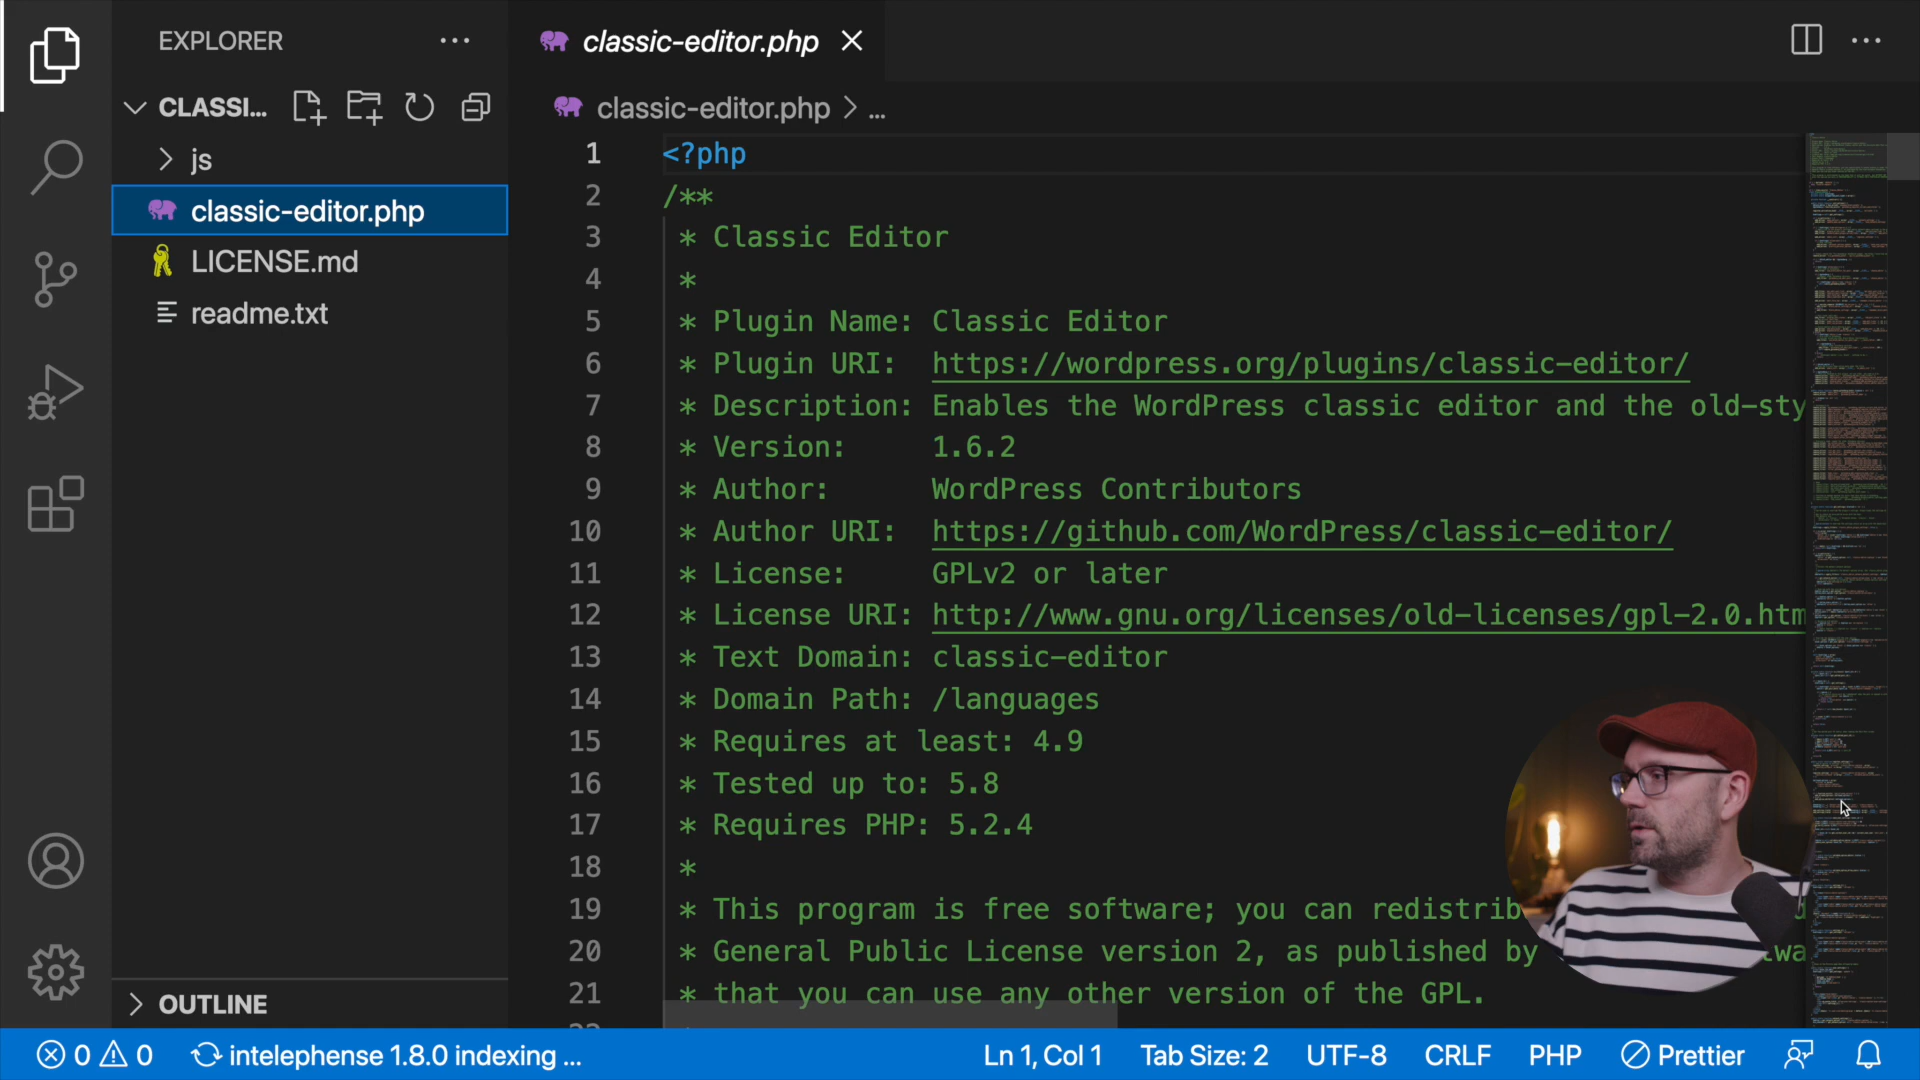 EXPLORER
classic-editor.php
CLASSI...
classic-editor.php > ...
js
classic-editor.php
LICENSE.md
readme.txt
1 <?php
2 /**
3 * Classic Editor
4 *
5 * Plugin Name: Classic Editor
6 * Plugin URI: https://wordpress.org/plugins/classic-editor/
7 * Description: Enables the WordPress classic editor and the old-sty
8 * Version: 1.6.2
9 * Author: WordPress Contributors
10 * Author URI: https://github.com/WordPress/classic-editor/
11 * License: GPLv2 or later
12 * License URI: http://www.gnu.org/licenses/old-licenses/gpl-2.0.htm
13 * Text Domain: classic-editor
14 * Domain Path: /languages
15 * Requires at least: 4.9
16 * Tested up to: 5.8
17 * Requires PHP: 5.2.4
18 *
19 * This program is free software; you can redistrib
20 * General Public License version 2, as published by
21 * that you can use any other version of the GPL.
OUTLINE
0 0 intelephense 1.8.0 indexing ... Ln 1, Col 1 Tab Size: 2 UTF-8 CRLF PHP Prettier